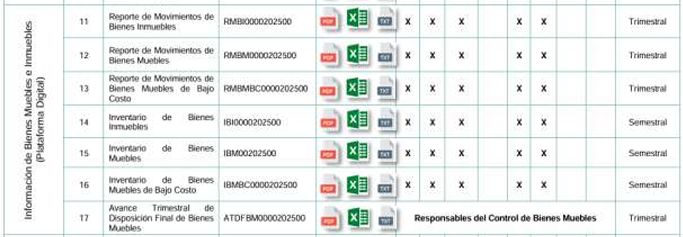 Información de Bienes Muebles e Inmuebles
(Plataforma Digital)
11 Reporte de Movimientos de Bienes Inmuebles RMBI0000202500 PDF TXT X X X X X Trimestral
12 Reporte de Movimientos de Bienes Muebles RMBM0000202500 PDF TXT X X X X X Trimestral
13 Reporte de Movimientos de Bienes Muebles de Bajo Costo RMBMBC0000202500 PDF TXT X X X X X Trimestral
14 Inventario de Bienes Inmuebles IBI0000202500 PDF TXT X X X X X Semestral
15 Inventario de Bienes Muebles IBM00202500 PDF TXT X X X X X Semestral
16 Inventario de Bienes Muebles de Bajo Costo IBMBC0000202500 PDF TXT X X X X X Semestral
17 Avance Trimestral de Disposición Final de Bienes Muebles ATDFBM0000202500 PDF TXT Responsables del Control de Bienes Muebles Trimestral